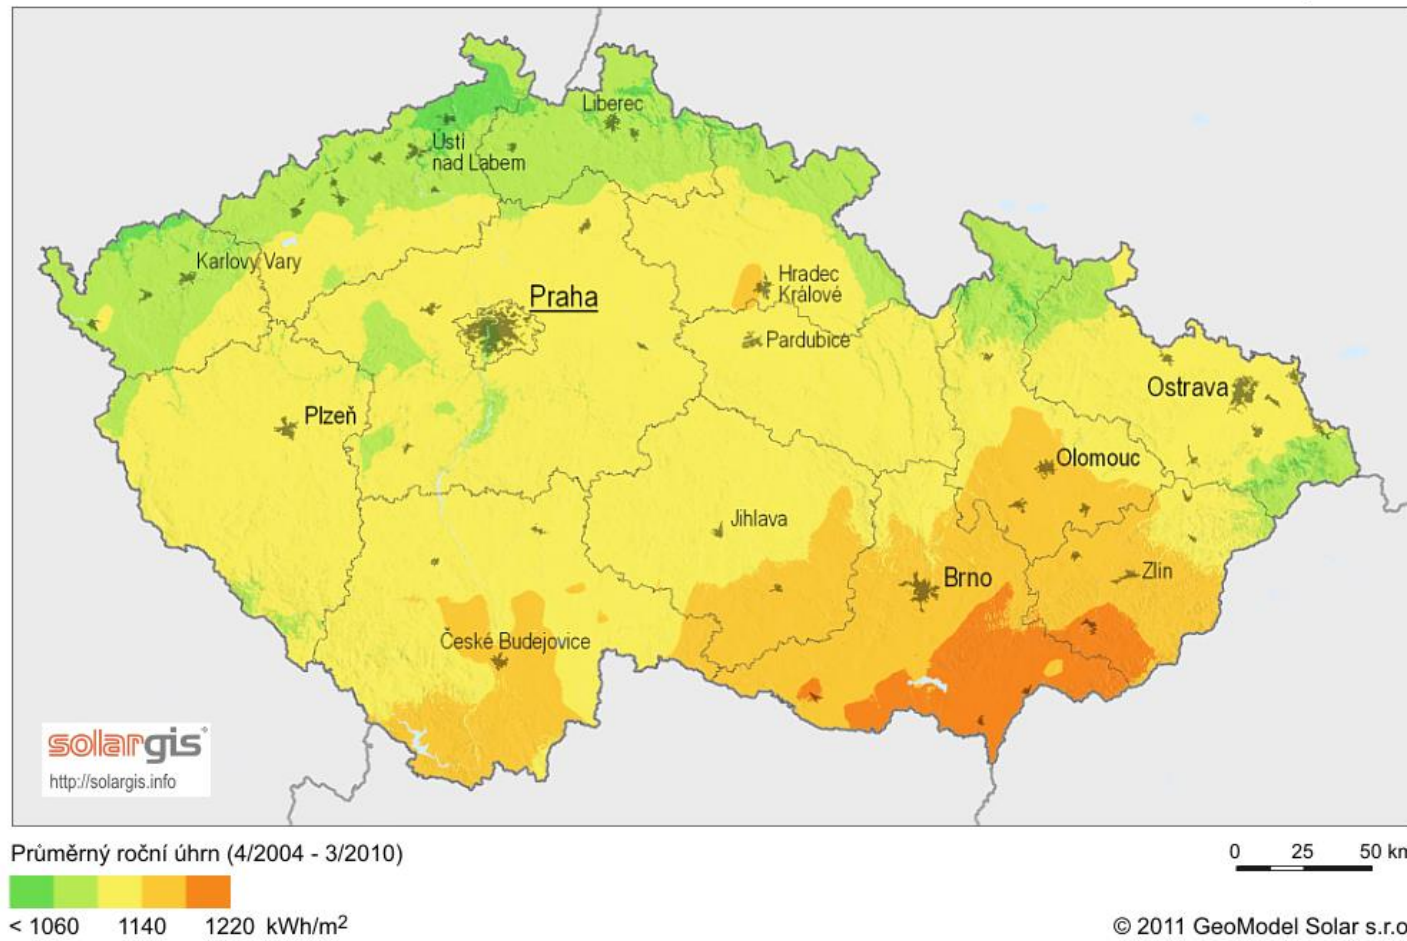 Liberec
Ústí
nad Labem
Karlovy Vary
Praha
Hradec
Králové
Pardubice
Plzeň
Ostrava
Olomouc
Jihlava
Brno
Zlín
České Budejovice
solargis
http://solargis.info
Průměrný roční úhrn (4/2004 - 3/2010)
0 25 50 km
< 1060 1140 1220 kWh/m²
© 2011 GeoModel Solar s.r.o